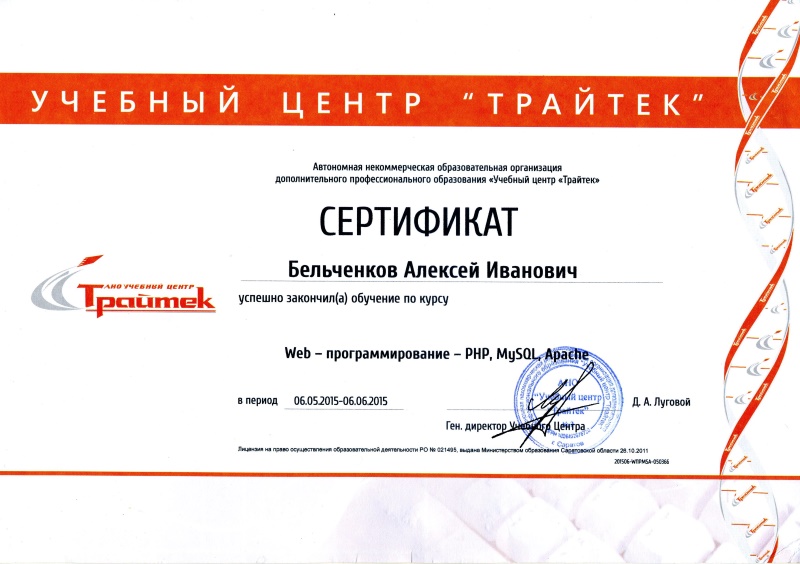 УЧЕБНЫЙ ЦЕНТР "ТРАЙТЕК"
Автономная некоммерческая образовательная организация
дополнительного профессионального образования «Учебный центр «Трайтек»
СЕРТИФИКАТ
АНО УЧЕБНЫЙ ЦЕНТР
Трайтек
Бельченков Алексей Иванович
успешно закончил(а) обучение по курсу
Web – программирование – PHP, MySQL, Apache
в период 06.05.2015-06.06.2015
Д. А. Луговой
Ген. директор Учебного Центра
АНО
"Учебный центр
Трайтек"
г. Саратов
Лицензия на право осуществления образовательной деятельности РО № 021495, выдана Министерством образования Саратовской области 26.10.2011
201506-WПРМSA-050366